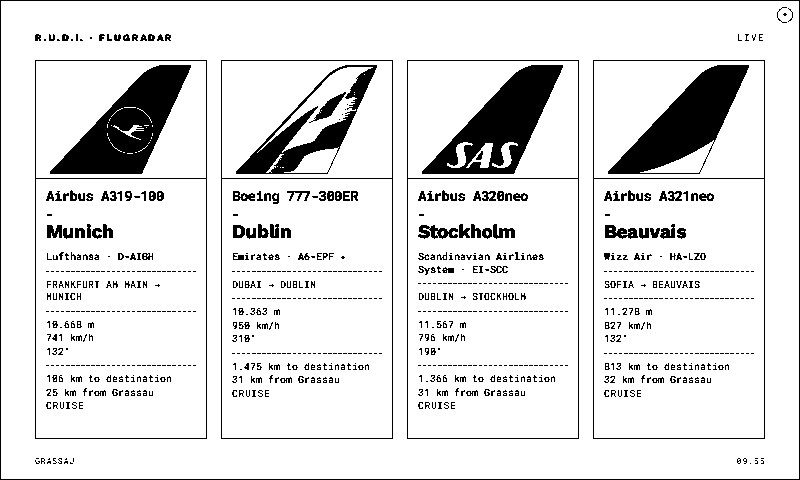 R.U.D.I. · FLUGRADAR
LIVE
Airbus A319-100
-
Munich
Lufthansa · D-AIGH
FRANKFURT AM MAIN →
MUNICH
10.668 m
741 km/h
132°
106 km to destination
25 km from Grassau
CRUISE
Boeing 777-300ER
-
Dublin
Emirates · A6-EPF ✦
DUBAI → DUBLIN
10.363 m
950 km/h
310°
1.475 km to destination
31 km from Grassau
CRUISE
SAS
Airbus A320neo
-
Stockholm
Scandinavian Airlines
System · EI-SCC
DUBLIN → STOCKHOLM
11.567 m
796 km/h
190°
1.366 km to destination
31 km from Grassau
CRUISE
Airbus A321neo
-
Beauvais
Wizz Air · HA-LZO
SOFIA → BEAUVAIS
11.278 m
827 km/h
132°
813 km to destination
32 km from Grassau
CRUISE
GRASSAU
09.55